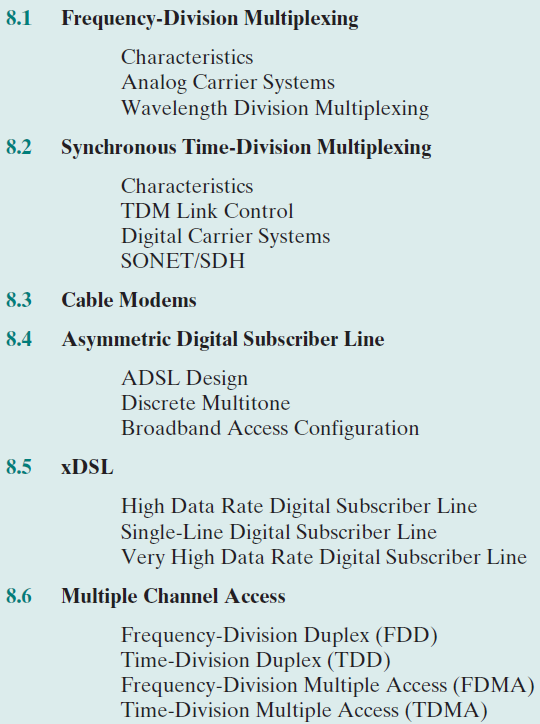 8.1 Frequency-Division Multiplexing
Characteristics
Analog Carrier Systems
Wavelength Division Multiplexing
8.2 Synchronous Time-Division Multiplexing
Characteristics
TDM Link Control
Digital Carrier Systems
SONET/SDH
8.3 Cable Modems
8.4 Asymmetric Digital Subscriber Line
ADSL Design
Discrete Multitone
Broadband Access Configuration
8.5 xDSL
High Data Rate Digital Subscriber Line
Single-Line Digital Subscriber Line
Very High Data Rate Digital Subscriber Line
8.6 Multiple Channel Access
Frequency-Division Duplex (FDD)
Time-Division Duplex (TDD)
Frequency-Division Multiple Access (FDMA)
Time-Division Multiple Access (TDMA)